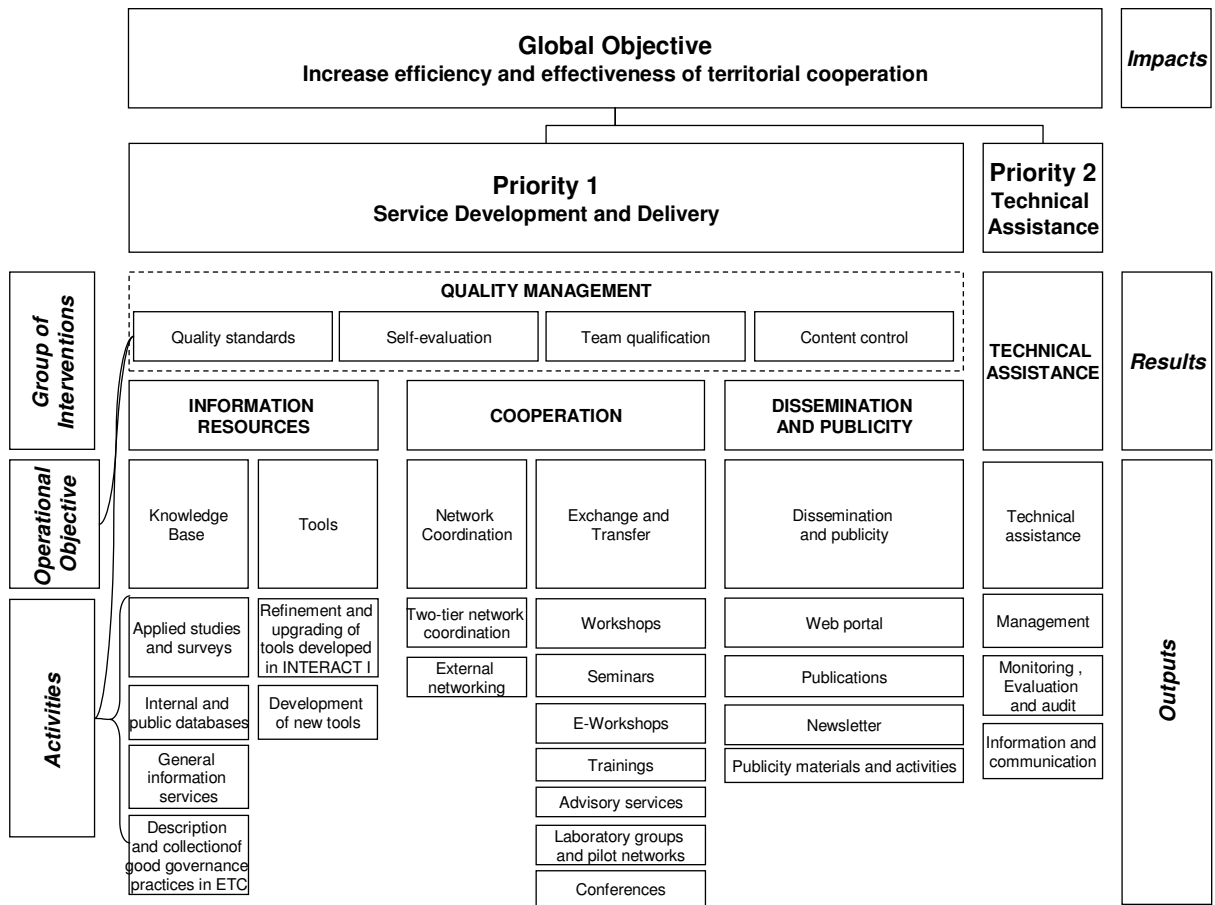 Global Objective
Increase efficiency and effectiveness of territorial cooperation
Impacts
Priority 1
Service Development and Delivery
Priority 2
Technical
Assistance
Group of
Interventions
QUALITY MANAGEMENT
Quality standards
Self-evaluation
Team qualification
Content control
TECHNICAL
ASSISTANCE
Results
INFORMATION
RESOURCES
COOPERATION
DISSEMINATION
AND PUBLICITY
Operational
Objective
Knowledge
Base
Tools
Network
Coordination
Exchange and
Transfer
Dissemination
and publicity
Technical
assistance
Outputs
Activities
Applied studies
and surveys
Internal and
public databases
General
information
services
Description
and collectionof
good governance
practices in ETC
Refinement and
upgrading of
tools developed
in INTERACT I
Development
of new tools
Two-tier network
coordination
External
networking
Workshops
Seminars
E-Workshops
Trainings
Advisory services
Laboratory groups
and pilot networks
Conferences
Web portal
Publications
Newsletter
Publicity materials and activities
Management
Monitoring ,
Evaluation
and audit
Information and
communication